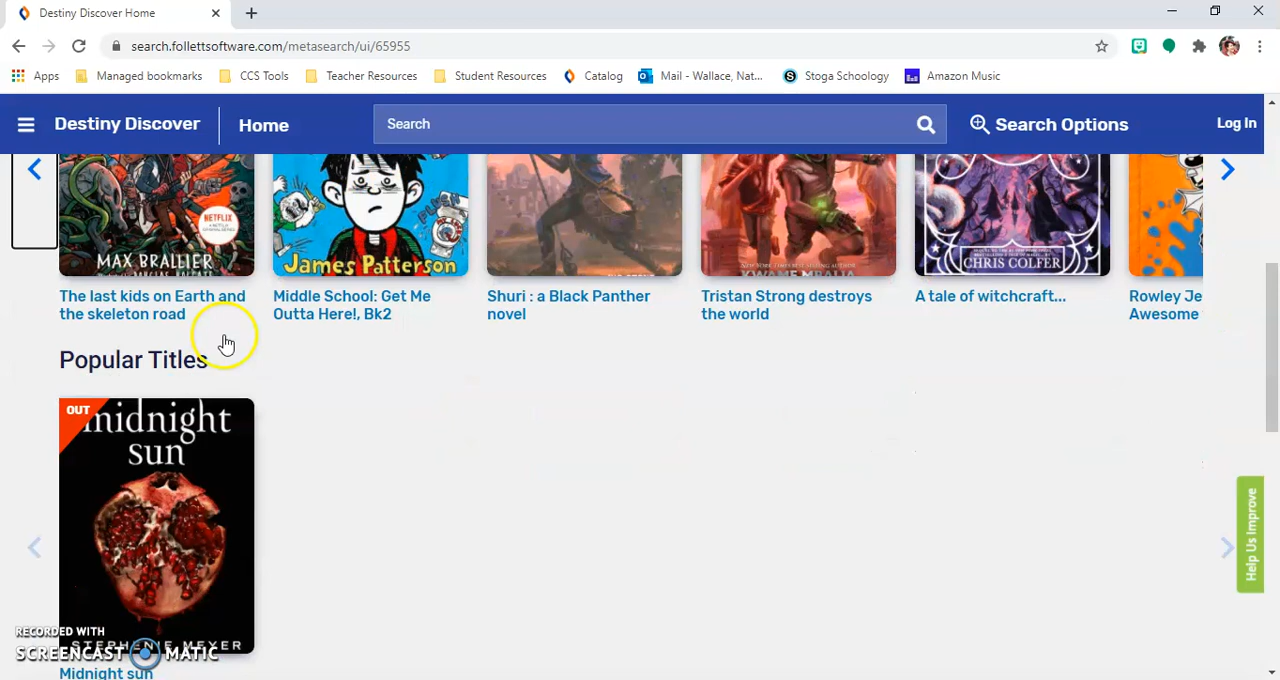 Destiny Discover Home
search.follettsoftware.com/metasearch/ui/65955
Apps Managed bookmarks CCS Tools Teacher Resources Student Resources Catalog Mail - Wallace, Nat... Stoga Schoology Amazon Music
Destiny Discover Home Search Search Options Log In
NETFLIX
MAX BRALLIER
James Patterson
KWAME MBALIA
CHRIS COLFER
The last kids on Earth and
the skeleton road
Middle School: Get Me
Outta Here!, Bk2
Shuri : a Black Panther
novel
Tristan Strong destroys
the world
A tale of witchcraft...
Rowley Je
Awesome
Popular Titles
OUT
midnight
sun
STEPHENIE MEYER
Midnight sun
Help Us Improve
RECORDED WITH
SCREENCAST MATIC